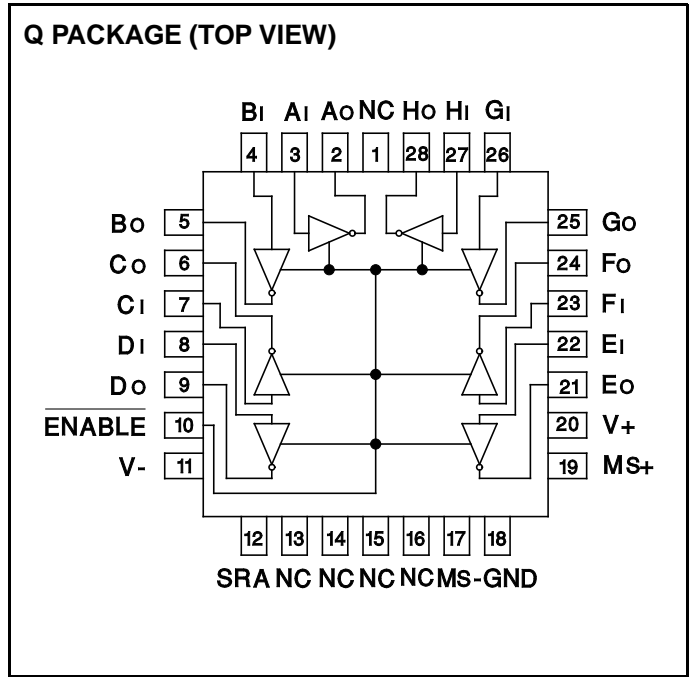 Q PACKAGE (TOP VIEW)
BI AI AO NC HO HI GI
4 3 2 1 28 27 26
BO 5 25 GO
CO 6 24 FO
CI 7 23 FI
DI 8 22 EI
DO 9 21 EO
ENABLE 10 20 V+
V- 11 19 MS+
12 13 14 15 16 17 18
SRA NC NC NC NC MS- GND